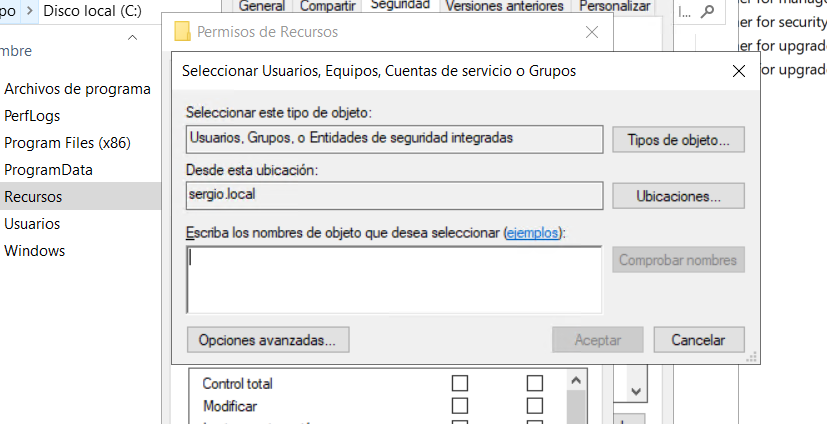 po > Disco local (C:)
General Compartir Seguridad Versiones anteriores Personalizar
mbre
Archivos de programa
PerfLogs
Program Files (x86)
ProgramData
Recursos
Usuarios
Windows
Permisos de Recursos
Seleccionar Usuarios, Equipos, Cuentas de servicio o Grupos
Seleccionar este tipo de objeto:
Usuarios, Grupos, o Entidades de seguridad integradas
Tipos de objeto...
Desde esta ubicación:
sergio.local
Ubicaciones...
Escriba los nombres de objeto que desea seleccionar (ejemplos):
Comprobar nombres
Opciones avanzadas...
Aceptar
Cancelar
Control total
Modificar
er for security
er for upgrade
for upgrade